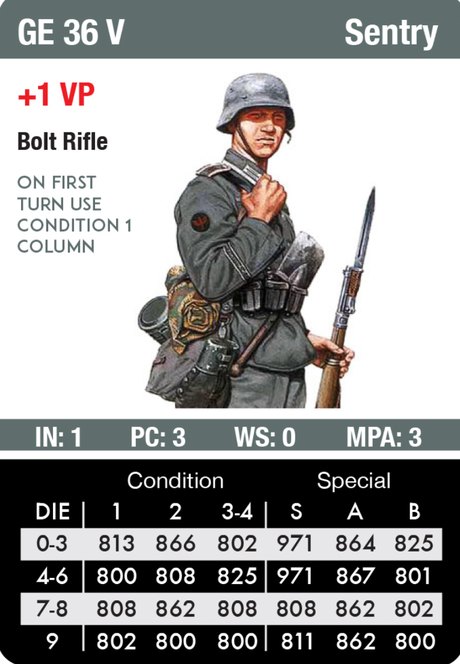 GE 36 V Sentry
+1 VP
Bolt Rifle
ON FIRST
TURN USE
CONDITION 1
COLUMN
IN: 1 PC: 3 WS: 0 MPA: 3
Condition Special
DIE 1 2 3-4 S A B
0-3 813 866 802 971 864 825
4-6 800 808 825 971 867 801
7-8 808 862 808 808 862 802
9 802 800 800 811 862 800